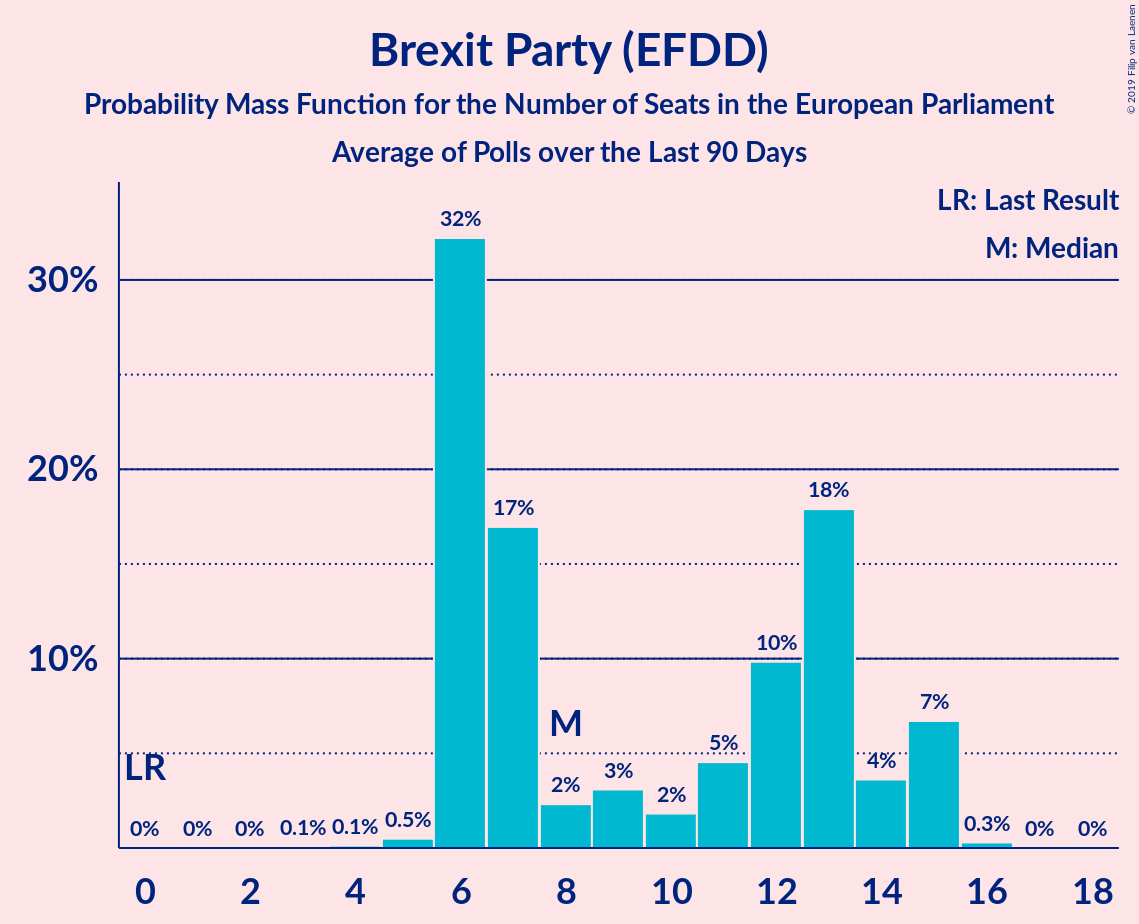 Brexit Party (EFDD)
Probability Mass Function for the Number of Seats in the European Parliament
Average of Polls over the Last 90 Days
© 2019 Filip van Laenen
LR: Last Result
M: Median
30%
20%
10%
LR
M
0%
0%
0%
0.1%
0.1%
0.5%
32%
17%
2%
3%
2%
5%
10%
18%
4%
7%
0.3%
0%
0%
0 2 4 6 8 10 12 14 16 18